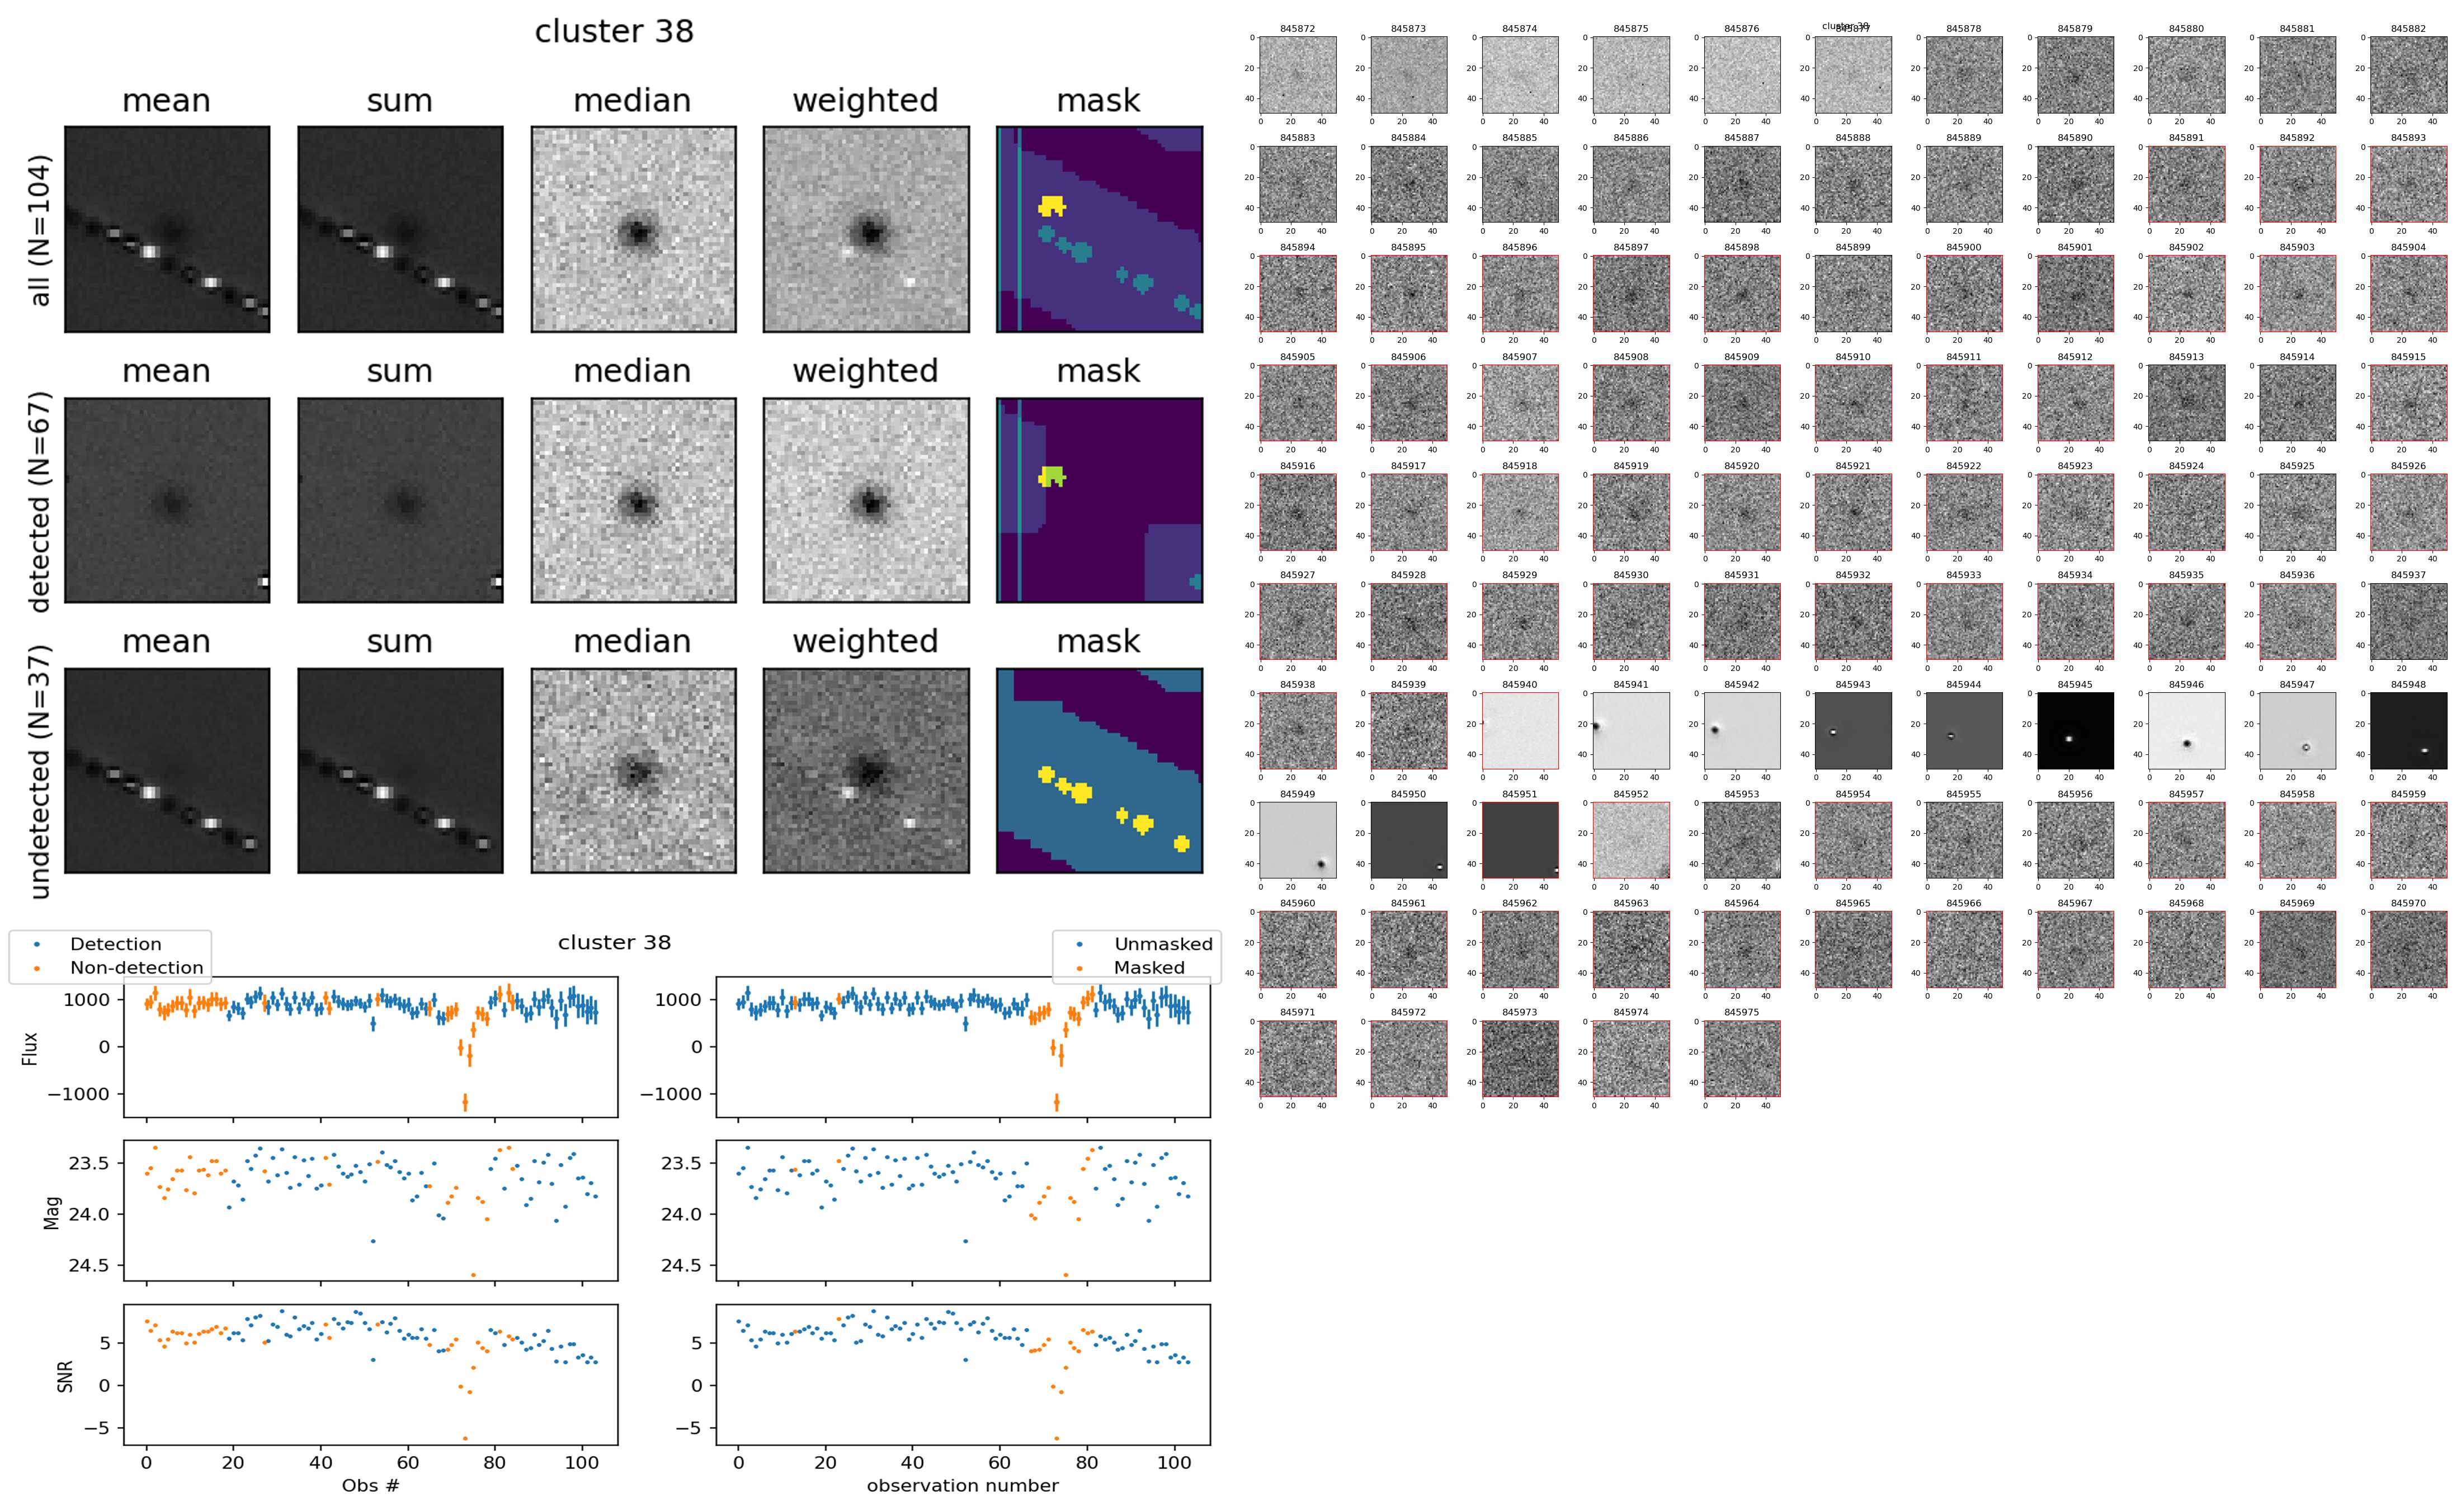 cluster 38
mean sum median weighted mask
all (N=104)
mean sum median weighted mask
detected (N=67)
mean sum median weighted mask
undetected (N=37)
Detection
Non-detection
cluster 38
Unmasked
Masked
Flux
1000
0
−1000
1000
0
−1000
Mag
23.5
24.0
24.5
23.5
24.0
24.5
SNR
5
0
−5
5
0
−5
0 20 40 60 80 100
Obs #
0 20 40 60 80 100
observation number
cluster 38
845872 845873 845874 845875 845876 845877 845878 845879 845880 845881 845882
845883 845884 845885 845886 845887 845888 845889 845890 845891 845892 845893
845894 845895 845896 845897 845898 845899 845900 845901 845902 845903 845904
845905 845906 845907 845908 845909 845910 845911 845912 845913 845914 845915
845916 845917 845918 845919 845920 845921 845922 845923 845924 845925 845926
845927 845928 845929 845930 845931 845932 845933 845934 845935 845936 845937
845938 845939 845940 845941 845942 845943 845944 845945 845946 845947 845948
845949 845950 845951 845952 845953 845954 845955 845956 845957 845958 845959
845960 845961 845962 845963 845964 845965 845966 845967 845968 845969 845970
845971 845972 845973 845974 845975